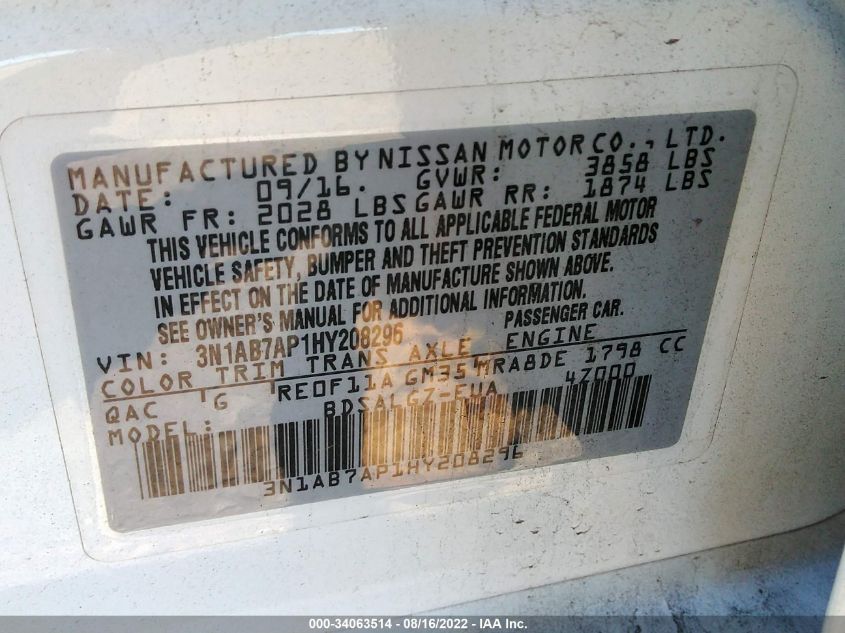 MANUFACTURED BY NISSAN MOTOR CO., LTD.
DATE: 09/16. GVWR: 3858 LBS
GAWR FR: 2028 LBS GAWR RR: 1874 LBS
THIS VEHICLE CONFORMS TO ALL APPLICABLE FEDERAL MOTOR
VEHICLE SAFETY, BUMPER AND THEFT PREVENTION STANDARDS
IN EFFECT ON THE DATE OF MANUFACTURE SHOWN ABOVE.
SEE OWNER'S MANUAL FOR ADDITIONAL INFORMATION.
VIN: 3N1AB7AP1HY208296 PASSENGER CAR.
COLOR TRIM TRANS AXLE ENGINE
QAC G RE0F11A GM354 MRA8DE 1798 CC
MODEL: BDSALGZ-EUA 47000
3N1AB7AP1HY208296
000-34063514 - 08/16/2022 - IAA Inc.